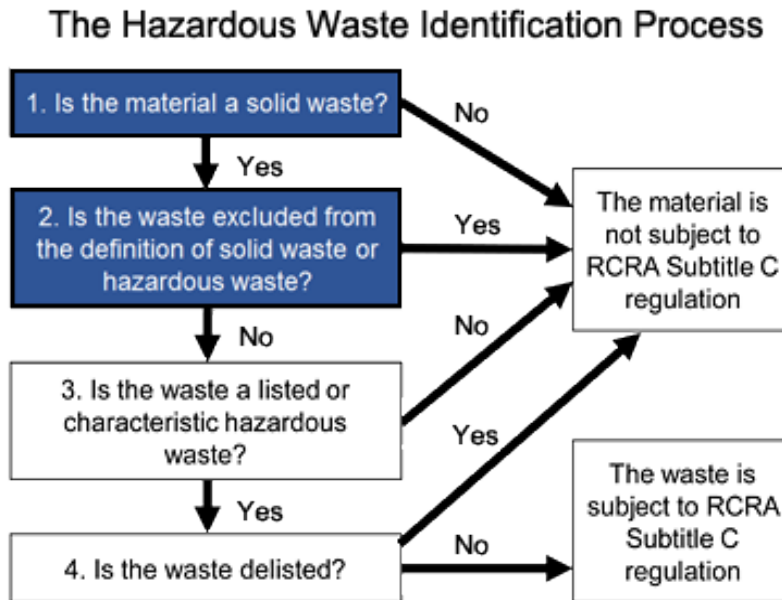 The Hazardous Waste Identification Process
1. Is the material a solid waste?
No
Yes
2. Is the waste excluded from
the definition of solid waste or
hazardous waste?
Yes
The material is
not subject to
RCRA Subtitle C
regulation
No
No
3. Is the waste a listed or
characteristic hazardous
waste?
Yes
Yes
4. Is the waste delisted?
No
The waste is
subject to RCRA
Subtitle C
regulation